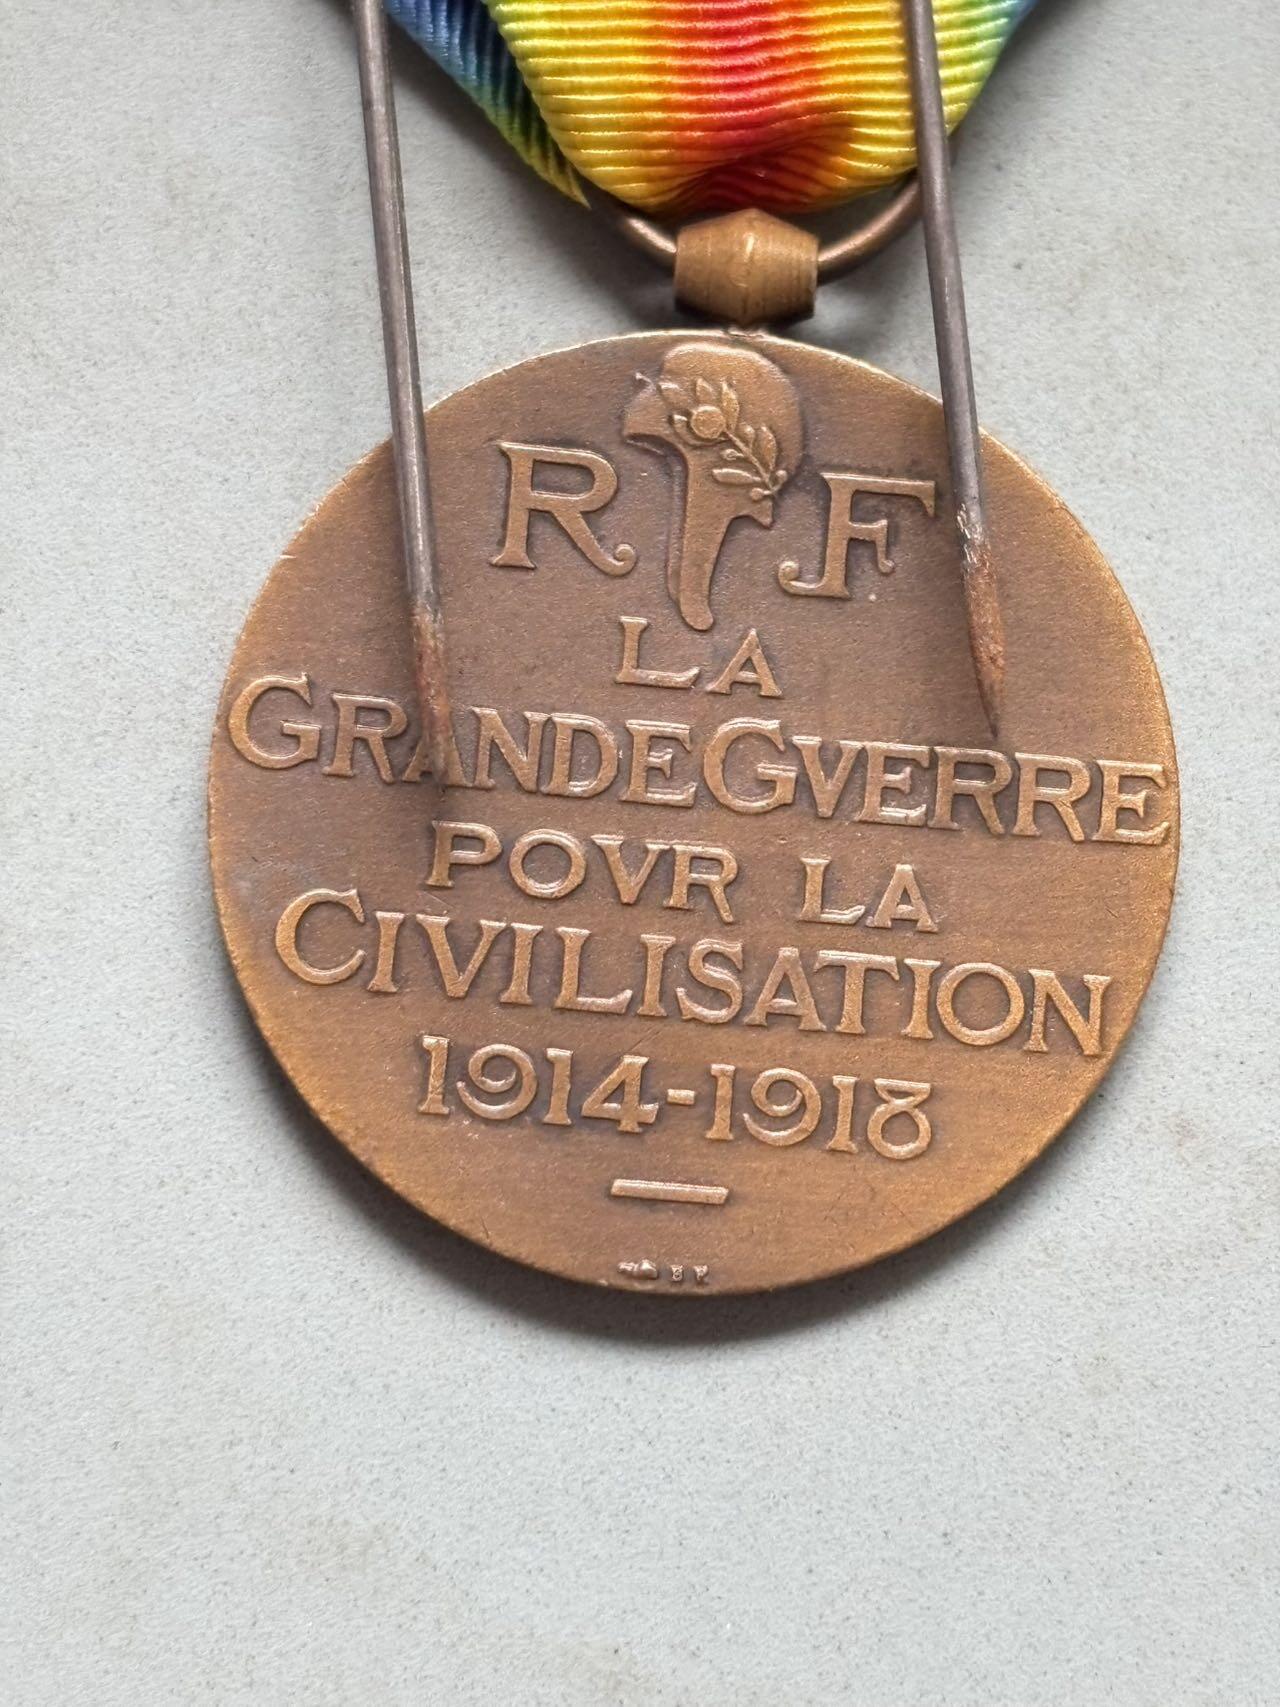 R F
LA
GRANDE GVERRE
POVR LA
CIVILISATION
1914-1918